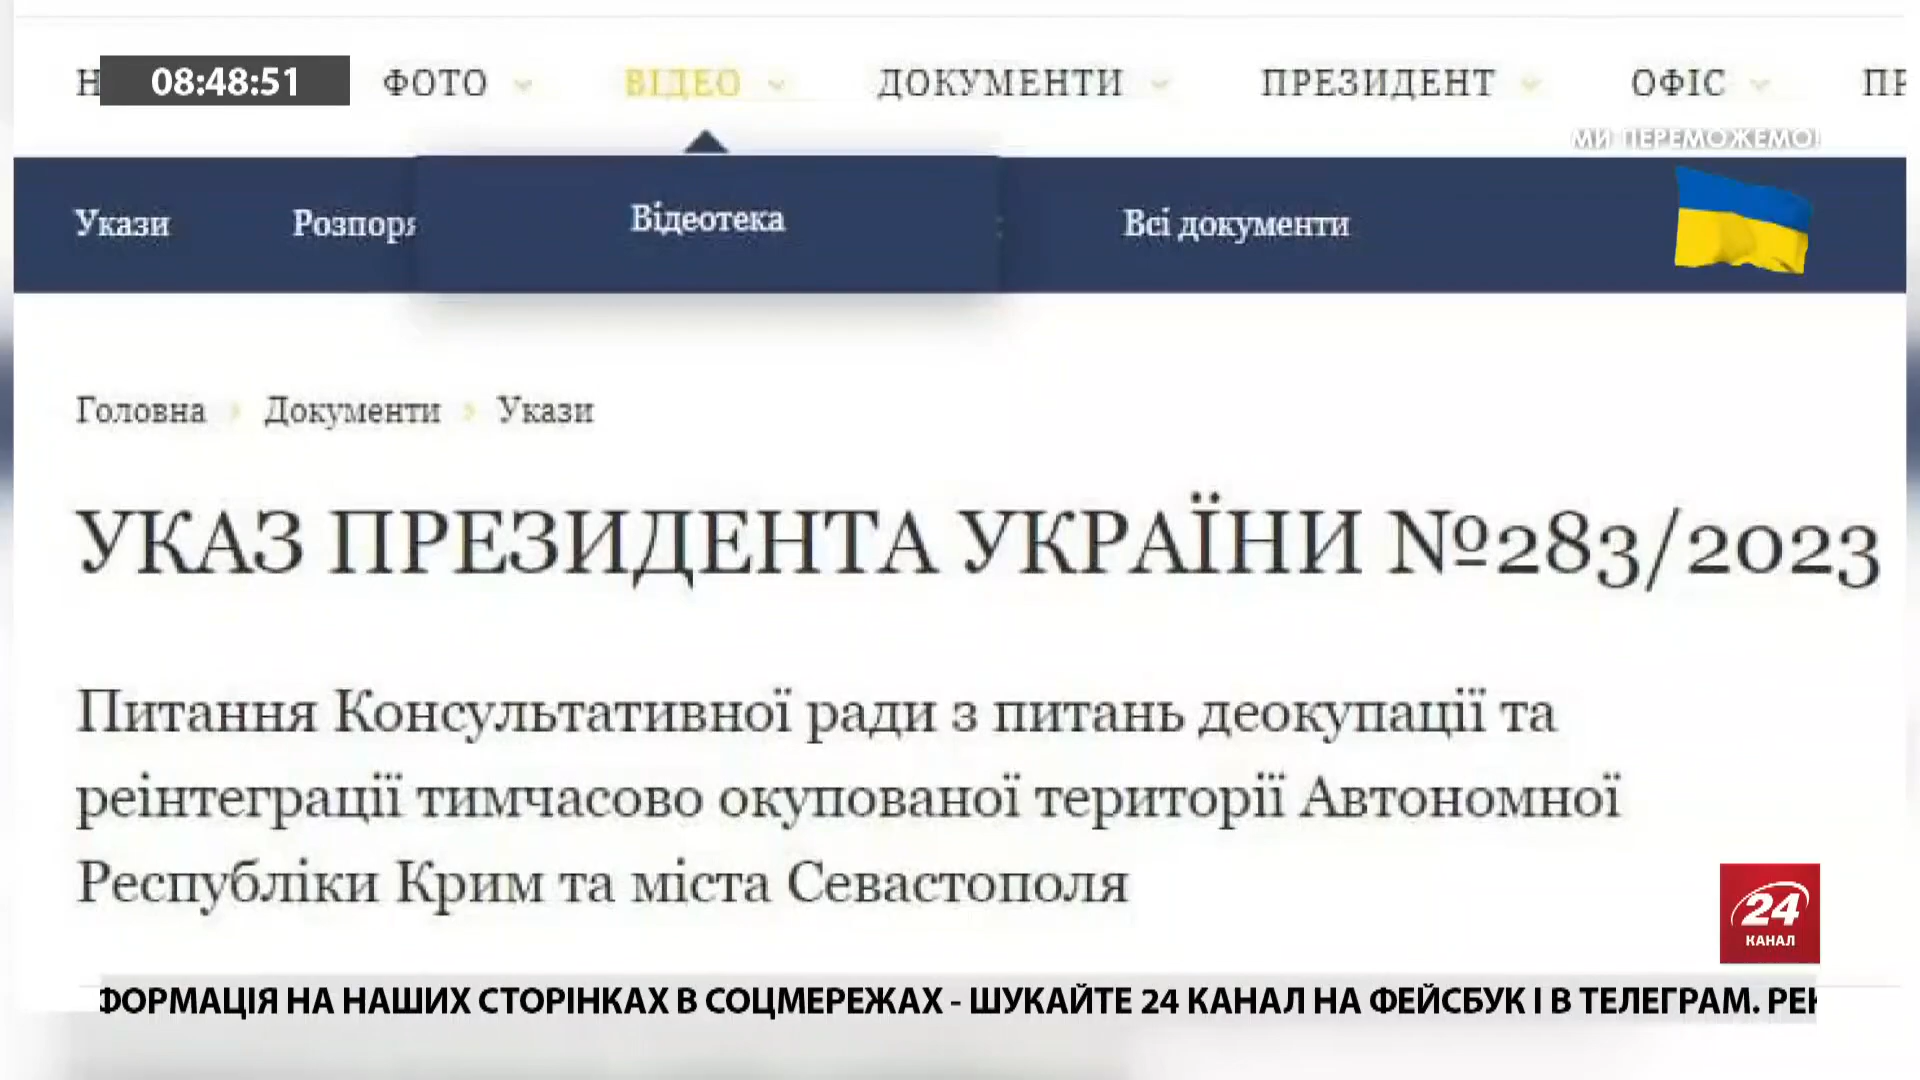 08:48:51 ФОТО ВІДЕО ДОКУМЕНТИ ПРЕЗИДЕНТ ОФІС
МИ ПЕРЕМОЖЕМО!
Укази Відеотека Всі документи
Головна Документи Укази
УКАЗ ПРЕЗИДЕНТА УКРАЇНИ №283/2023
Питання Консультативної ради з питань деокупації та
реінтеграції тимчасово окупованої території Автономної
Республіки Крим та міста Севастополя
24
КАНАЛ
ФОРМАЦІЯ НА НАШИХ СТОРІНКАХ В СОЦМЕРЕЖАХ - ШУКАЙТЕ 24 КАНАЛ НА ФЕЙСБУК І В ТЕЛЕГРАМ.